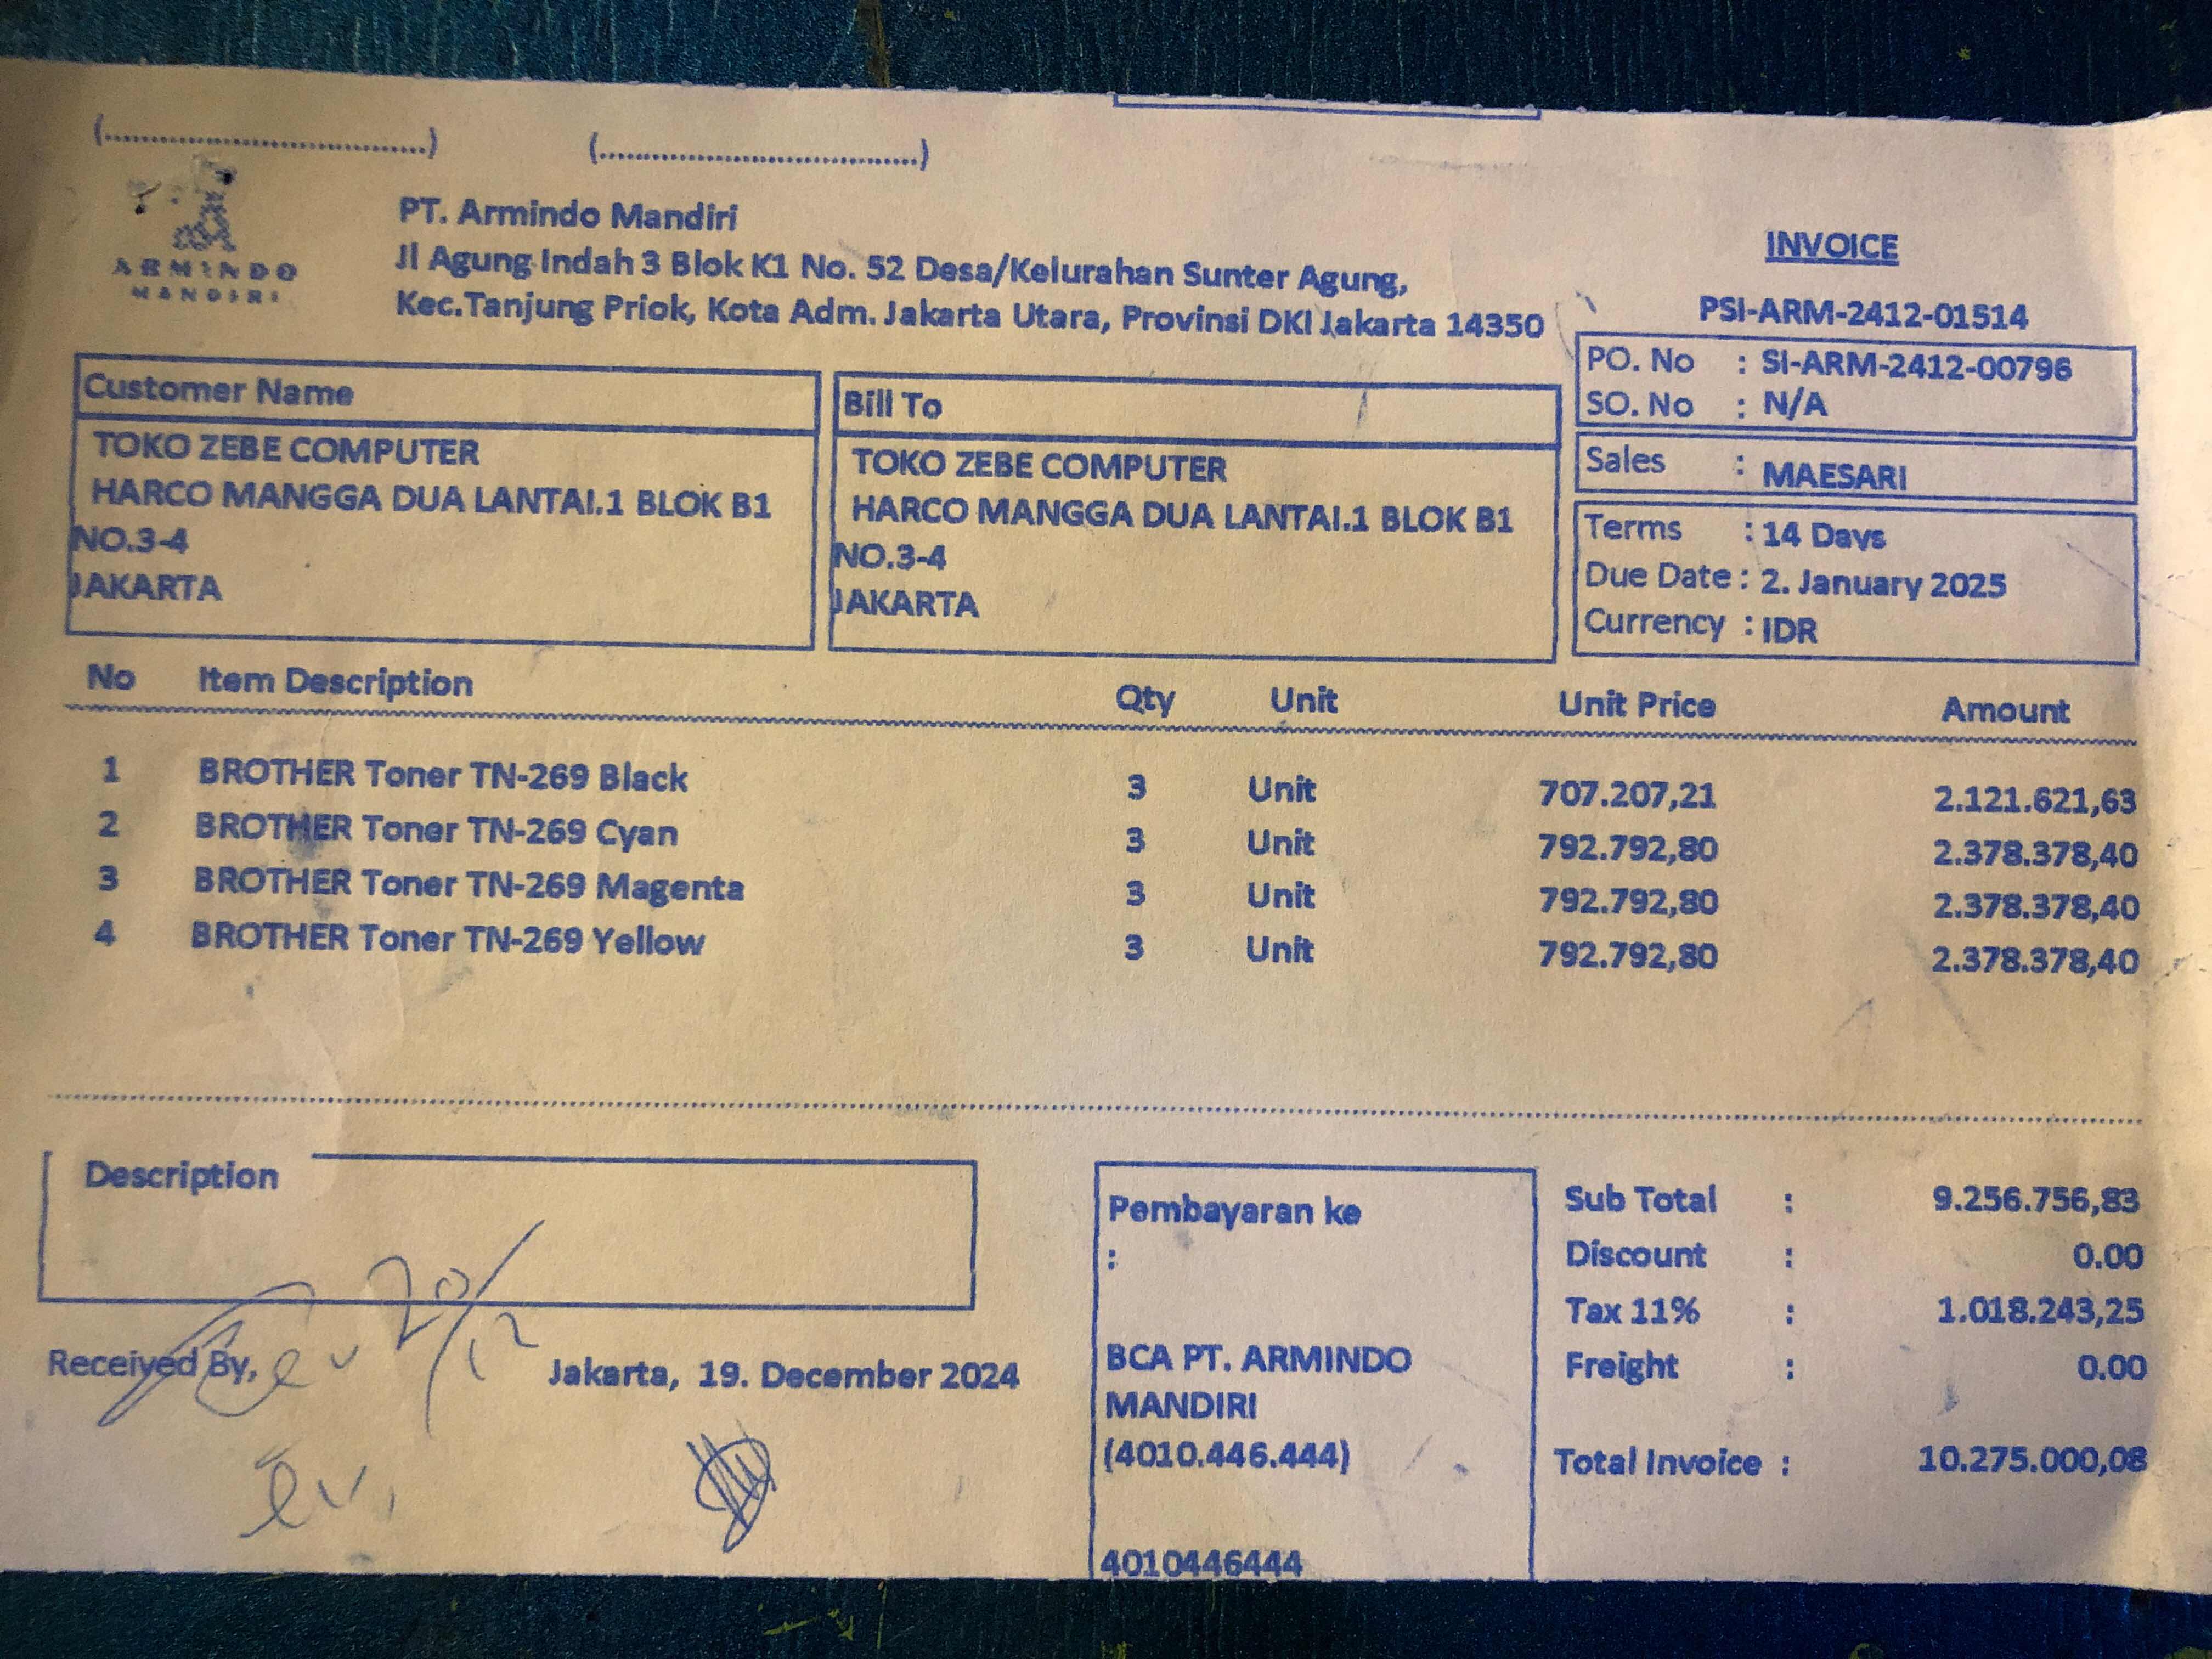 (................................)
(................................)
ARMINDO
MANDIRI
PT. Armindo Mandiri
Jl Agung Indah 3 Blok K1 No. 52 Desa/Kelurahan Sunter Agung,
Kec.Tanjung Priok, Kota Adm. Jakarta Utara, Provinsi DKI Jakarta 14350
INVOICE
PSI-ARM-2412-01514
PO. No : SI-ARM-2412-00796
SO. No : N/A
Sales : MAESARI
Terms : 14 Days
Due Date : 2. January 2025
Currency : IDR
Customer Name
TOKO ZEBE COMPUTER
HARCO MANGGA DUA LANTAI.1 BLOK B1
NO.3-4
JAKARTA
Bill To
TOKO ZEBE COMPUTER
HARCO MANGGA DUA LANTAI.1 BLOK B1
NO.3-4
JAKARTA
No Item Description Qty Unit Unit Price Amount
1 BROTHER Toner TN-269 Black 3 Unit 707.207,21 2.121.621,63
2 BROTHER Toner TN-269 Cyan 3 Unit 792.792,80 2.378.378,40
3 BROTHER Toner TN-269 Magenta 3 Unit 792.792,80 2.378.378,40
4 BROTHER Toner TN-269 Yellow 3 Unit 792.792,80 2.378.378,40
Description
20/12
Received By,
Jakarta, 19. December 2024
Pembayaran ke
:
BCA PT. ARMINDO
MANDIRI
(4010.446.444)
4010446444
Sub Total : 9.256.756,83
Discount : 0.00
Tax 11% : 1.018.243,25
Freight : 0.00
Total Invoice : 10.275.000,08